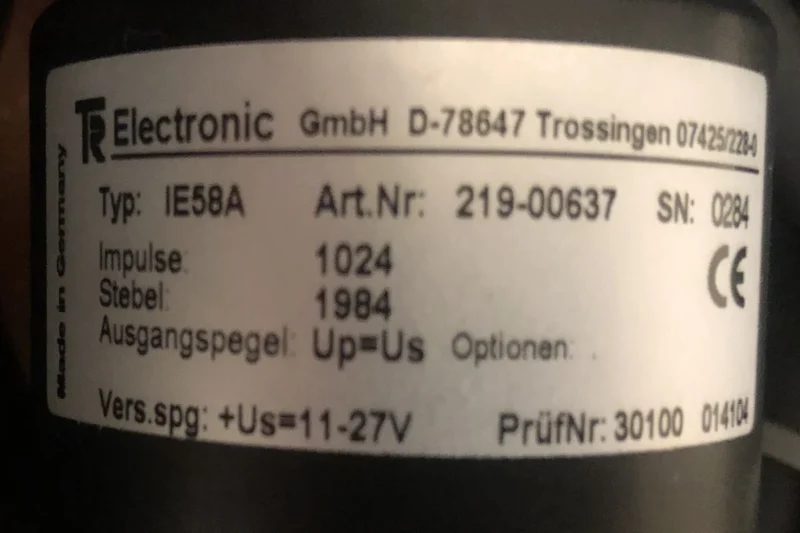 TR Electronic GmbH D-78647 Trossingen 07425/228-0
Typ: IE58A Art.Nr: 219-00637 SN: 0284
Impulse: 1024
Stebel: 1984
Ausgangspegel: Up=Us Optionen: .
Vers.spg: +Us=11-27V PrüfNr: 30100 014104
CE
Made in Germany